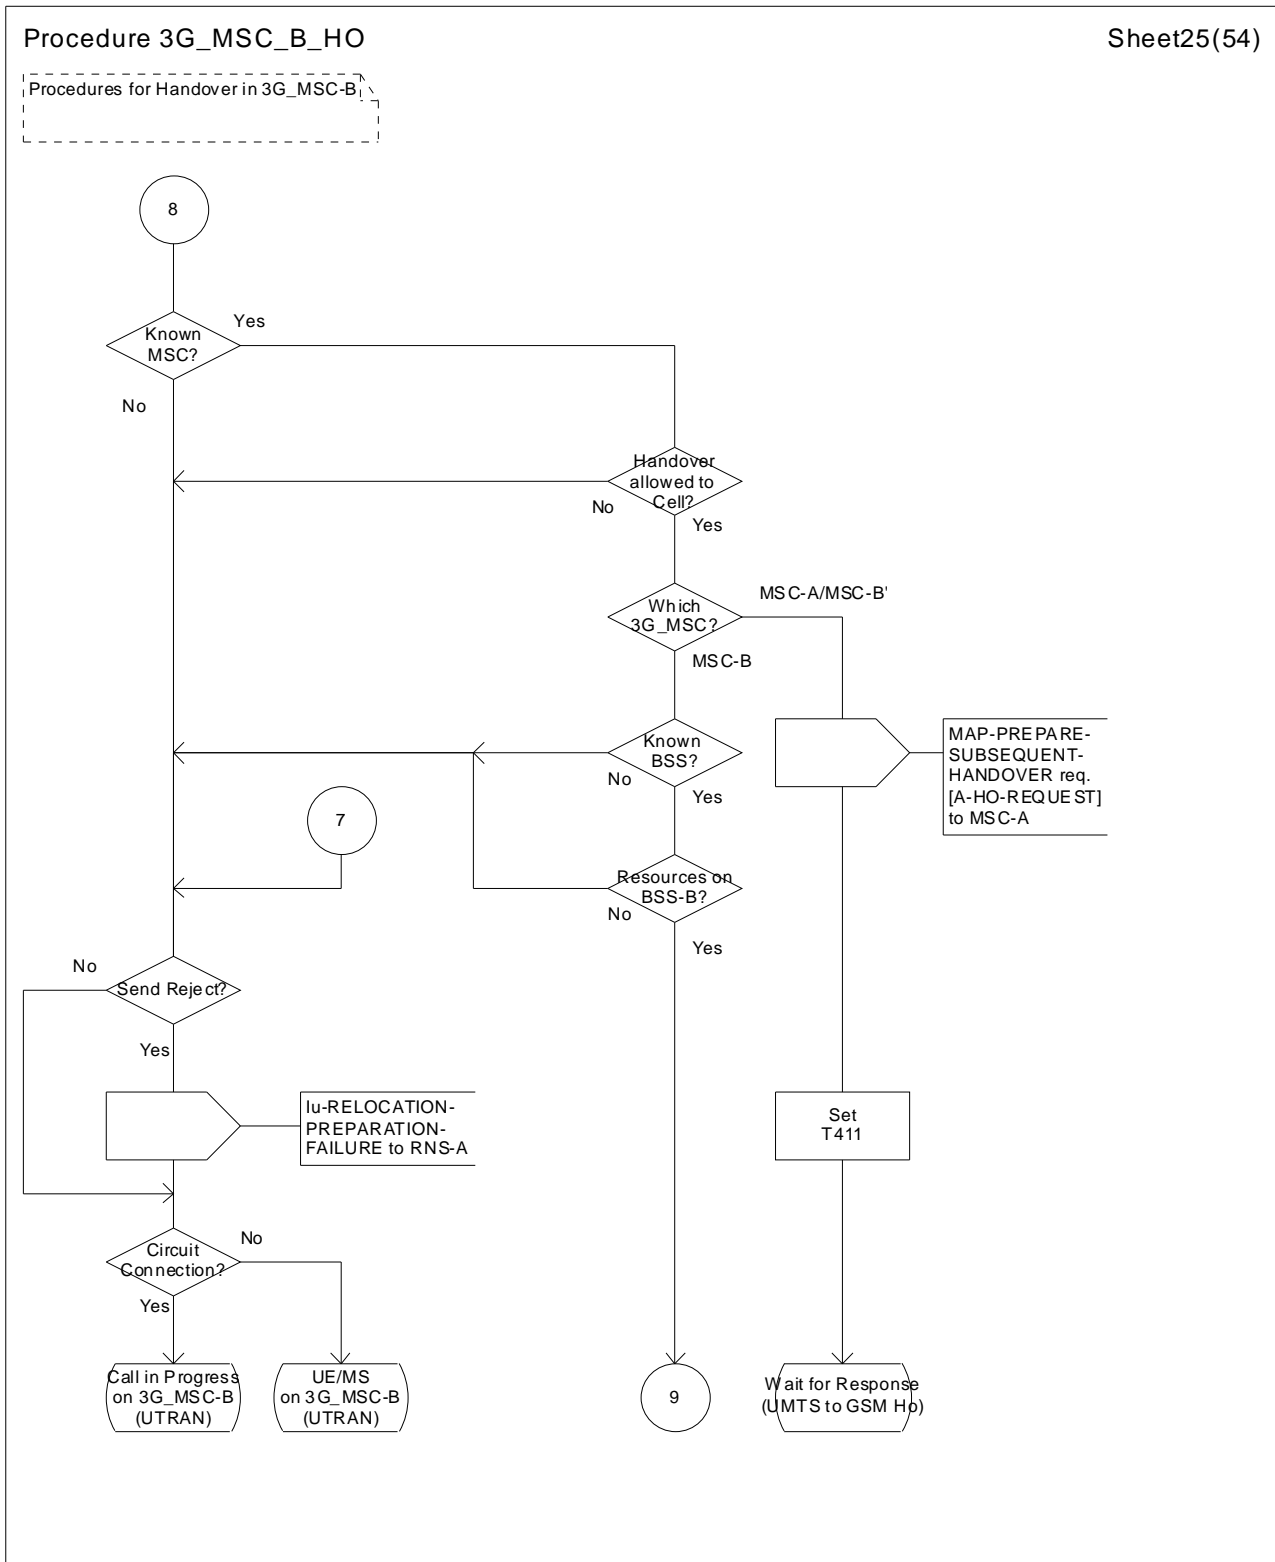 Procedure 3G_MSC_B_HO
Sheet25(54)
Procedures for Handover in 3G_MSC-B
8
Known
MSC?
Yes
No
Handover
allowed to
Cell?
No
Yes
Which
3G_MSC?
MSC-A/MSC-B'
MSC-B
Known
BSS?
No
Yes
MAP-PREPARE-
SUBSEQUENT-
HANDOVER req.
[A-HO-REQUEST]
to MSC-A
7
Resources on
BSS-B?
No
Yes
No
Send Reject?
Yes
Iu-RELOCATION-
PREPARATION-
FAILURE to RNS-A
Set
T411
Circuit
Connection?
No
Yes
Call in Progress
on 3G_MSC-B
(UTRAN)
UE/MS
on 3G_MSC-B
(UTRAN)
9
Wait for Response
(UMTS to GSM Ho)